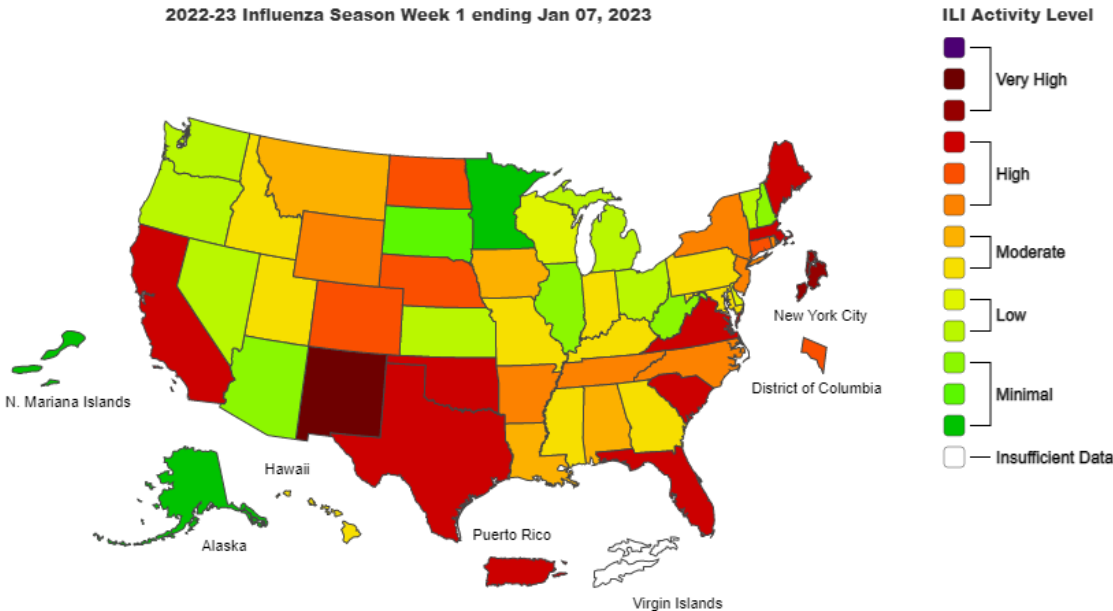 2022-23 Influenza Season Week 1 ending Jan 07, 2023
ILI Activity Level
Very High
High
Moderate
Low
Minimal
Insufficient Data
New York City
District of Columbia
N. Mariana Islands
Hawaii
Alaska
Puerto Rico
Virgin Islands